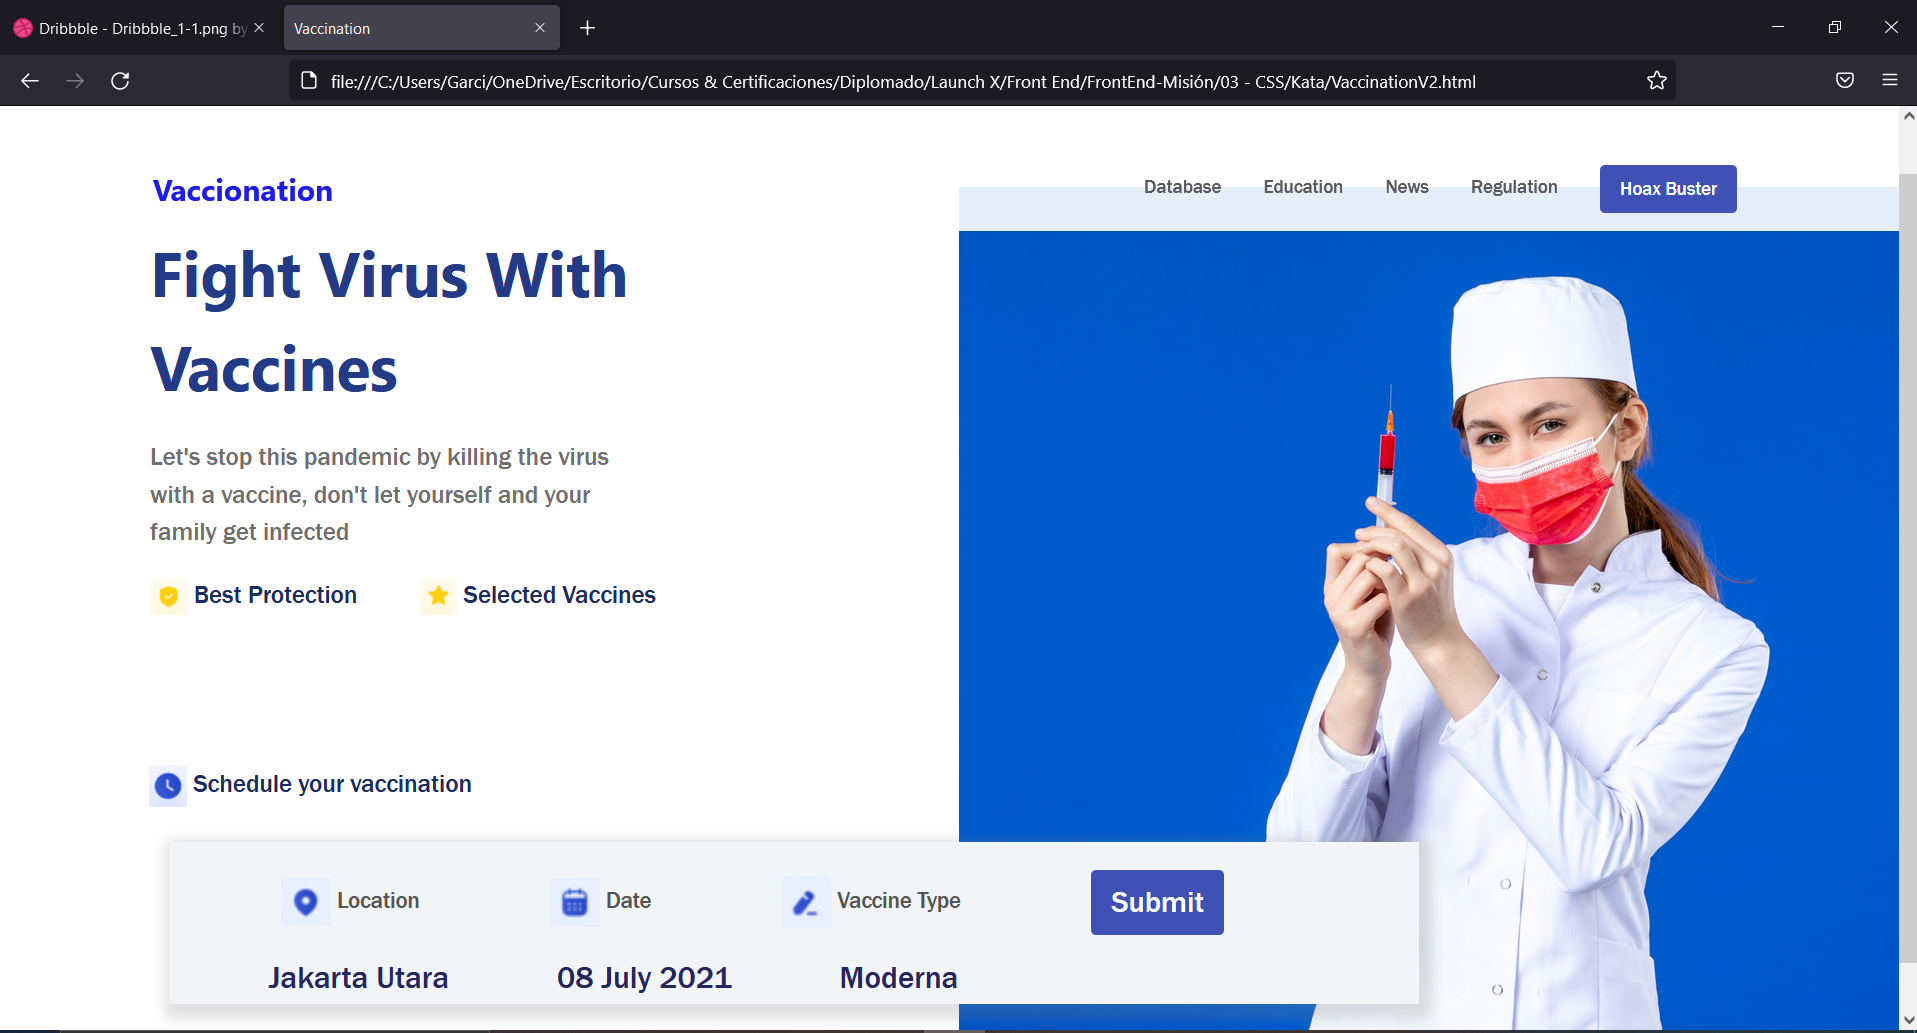 Dribbble - Dribbble_1-1.png by
Vaccination
file:///C:/Users/Garci/OneDrive/Escritorio/Cursos & Certificaciones/Diplomado/Launch X/Front End/FrontEnd-Misión/03 - CSS/Kata/VaccinationV2.html
Vaccionation
Database Education News Regulation Hoax Buster
Fight Virus With
Vaccines
Let's stop this pandemic by killing the virus
with a vaccine, don't let yourself and your
family get infected
Best Protection Selected Vaccines
Schedule your vaccination
Location Date Vaccine Type Submit
Jakarta Utara 08 July 2021 Moderna